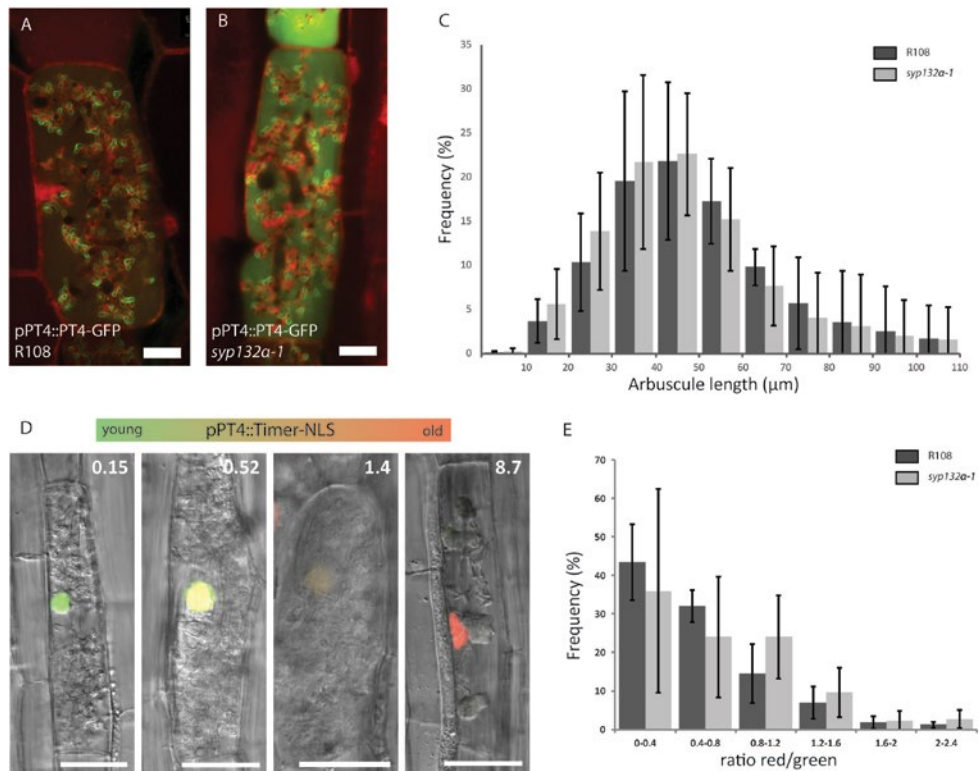 A
pPT4::PT4-GFP
R108
B
pPT4::PT4-GFP
syp132a-1
C
R108
syp132a-1
Frequency (%)
35
30
25
20
15
10
5
0
10 20 30 40 50 60 70 80 90 100 110
Arbuscule length (µm)
D
young pPT4::Timer-NLS old
0.15
0.52
1.4
8.7
E
R108
syp132a-1
Frequency (%)
70
60
50
40
30
20
10
0
0-0.4 0.4-0.8 0.8-1.2 1.2-1.6 1.6-2 2-2.4
ratio red/green